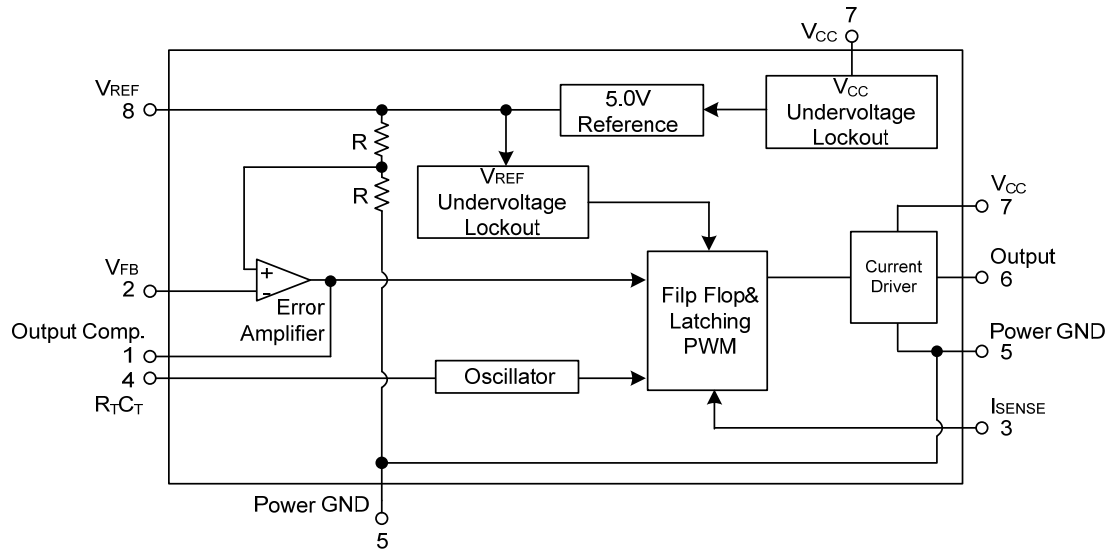 7
VCC
VREF
8
5.0V
Reference
VCC
Undervoltage
Lockout
R
R
VREF
Undervoltage
Lockout
VCC
7
VFB
2
+
-
Error
Amplifier
Filp Flop&
Latching
PWM
Current
Driver
Output
6
Output Comp.
1
Power GND
5
4
RTCT
Oscillator
ISENSE
3
Power GND
5